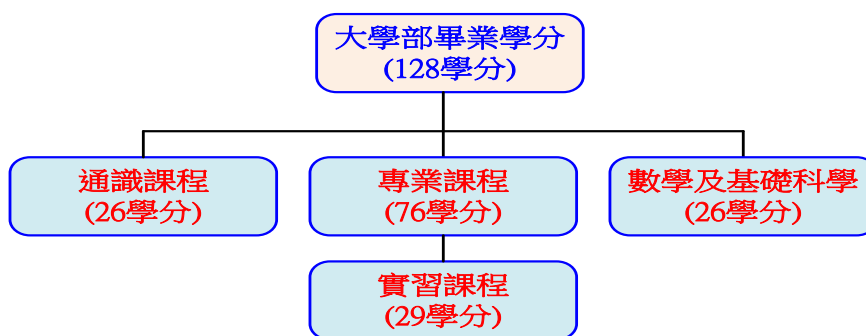 大學部畢業學分
(128學分)
通識課程
(26學分)
專業課程
(76學分)
數學及基礎科學
(26學分)
實習課程
(29學分)